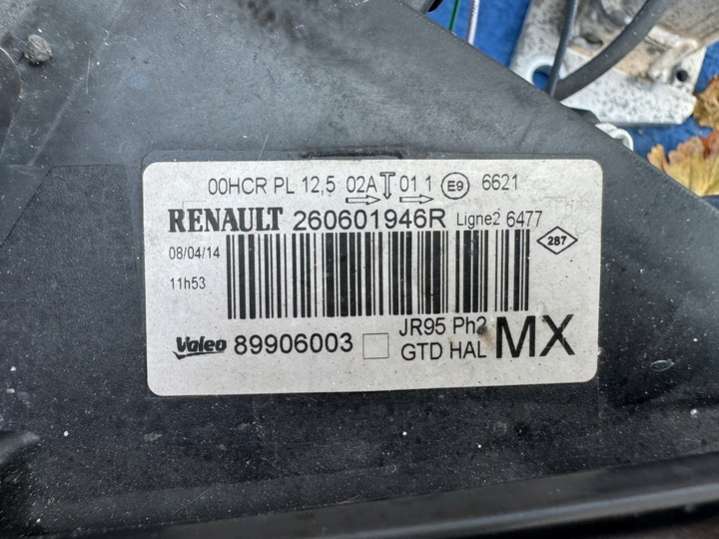 00HCR PL 12,5 02A 01 1 E9 6621
RENAULT 260601946R Ligne2 6477
08/04/14
287
11h53
Valeo 89906003 JR95 Ph2
GTD HAL MX